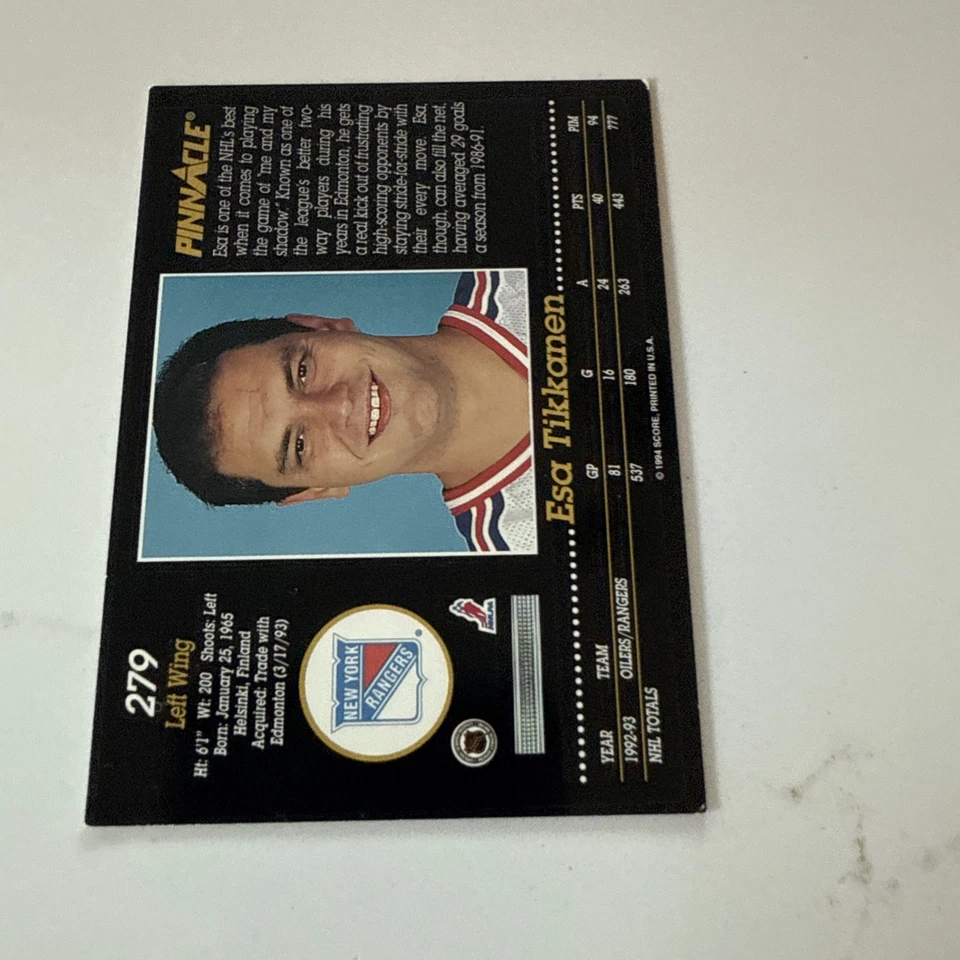 279
Left Wing
Ht: 6'1" Wt: 200 Shoots: Left
Born: January 25, 1965
Helsinki, Finland
Acquired: Trade with
Edmonton (3/17/93)
NEW YORK
RANGERS
NHLPA
PINNACLE®
Esa is one of the NHL's best
when it comes to playing
the game of 'me and my
shadow.' Known as one of
the league's better two-
way players during his
years in Edmonton, he gets
a real kick out of frustrating
high-scoring opponents by
staying stride-for-stride with
their every move. Esa,
though, can also fill the net,
having averaged 29 goals
a season from 1986-91.
Esa Tikkanen
YEAR TEAM GP G A PTS PIM
1992-93 OILERS/RANGERS 81 16 24 40 94
NHL TOTALS 537 180 263 443 777
© 1994 SCORE, PRINTED IN U.S.A.